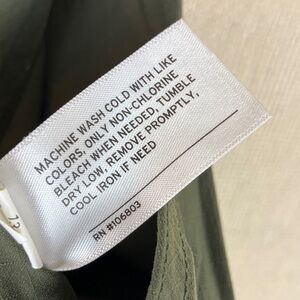 MACHINE WASH COLD WITH LIKE
COLORS, ONLY NON-CHLORINE
BLEACH WHEN NEEDED, TUMBLE
DRY LOW, REMOVE PROMPTLY,
COOL IRON IF NEED
RN #106803